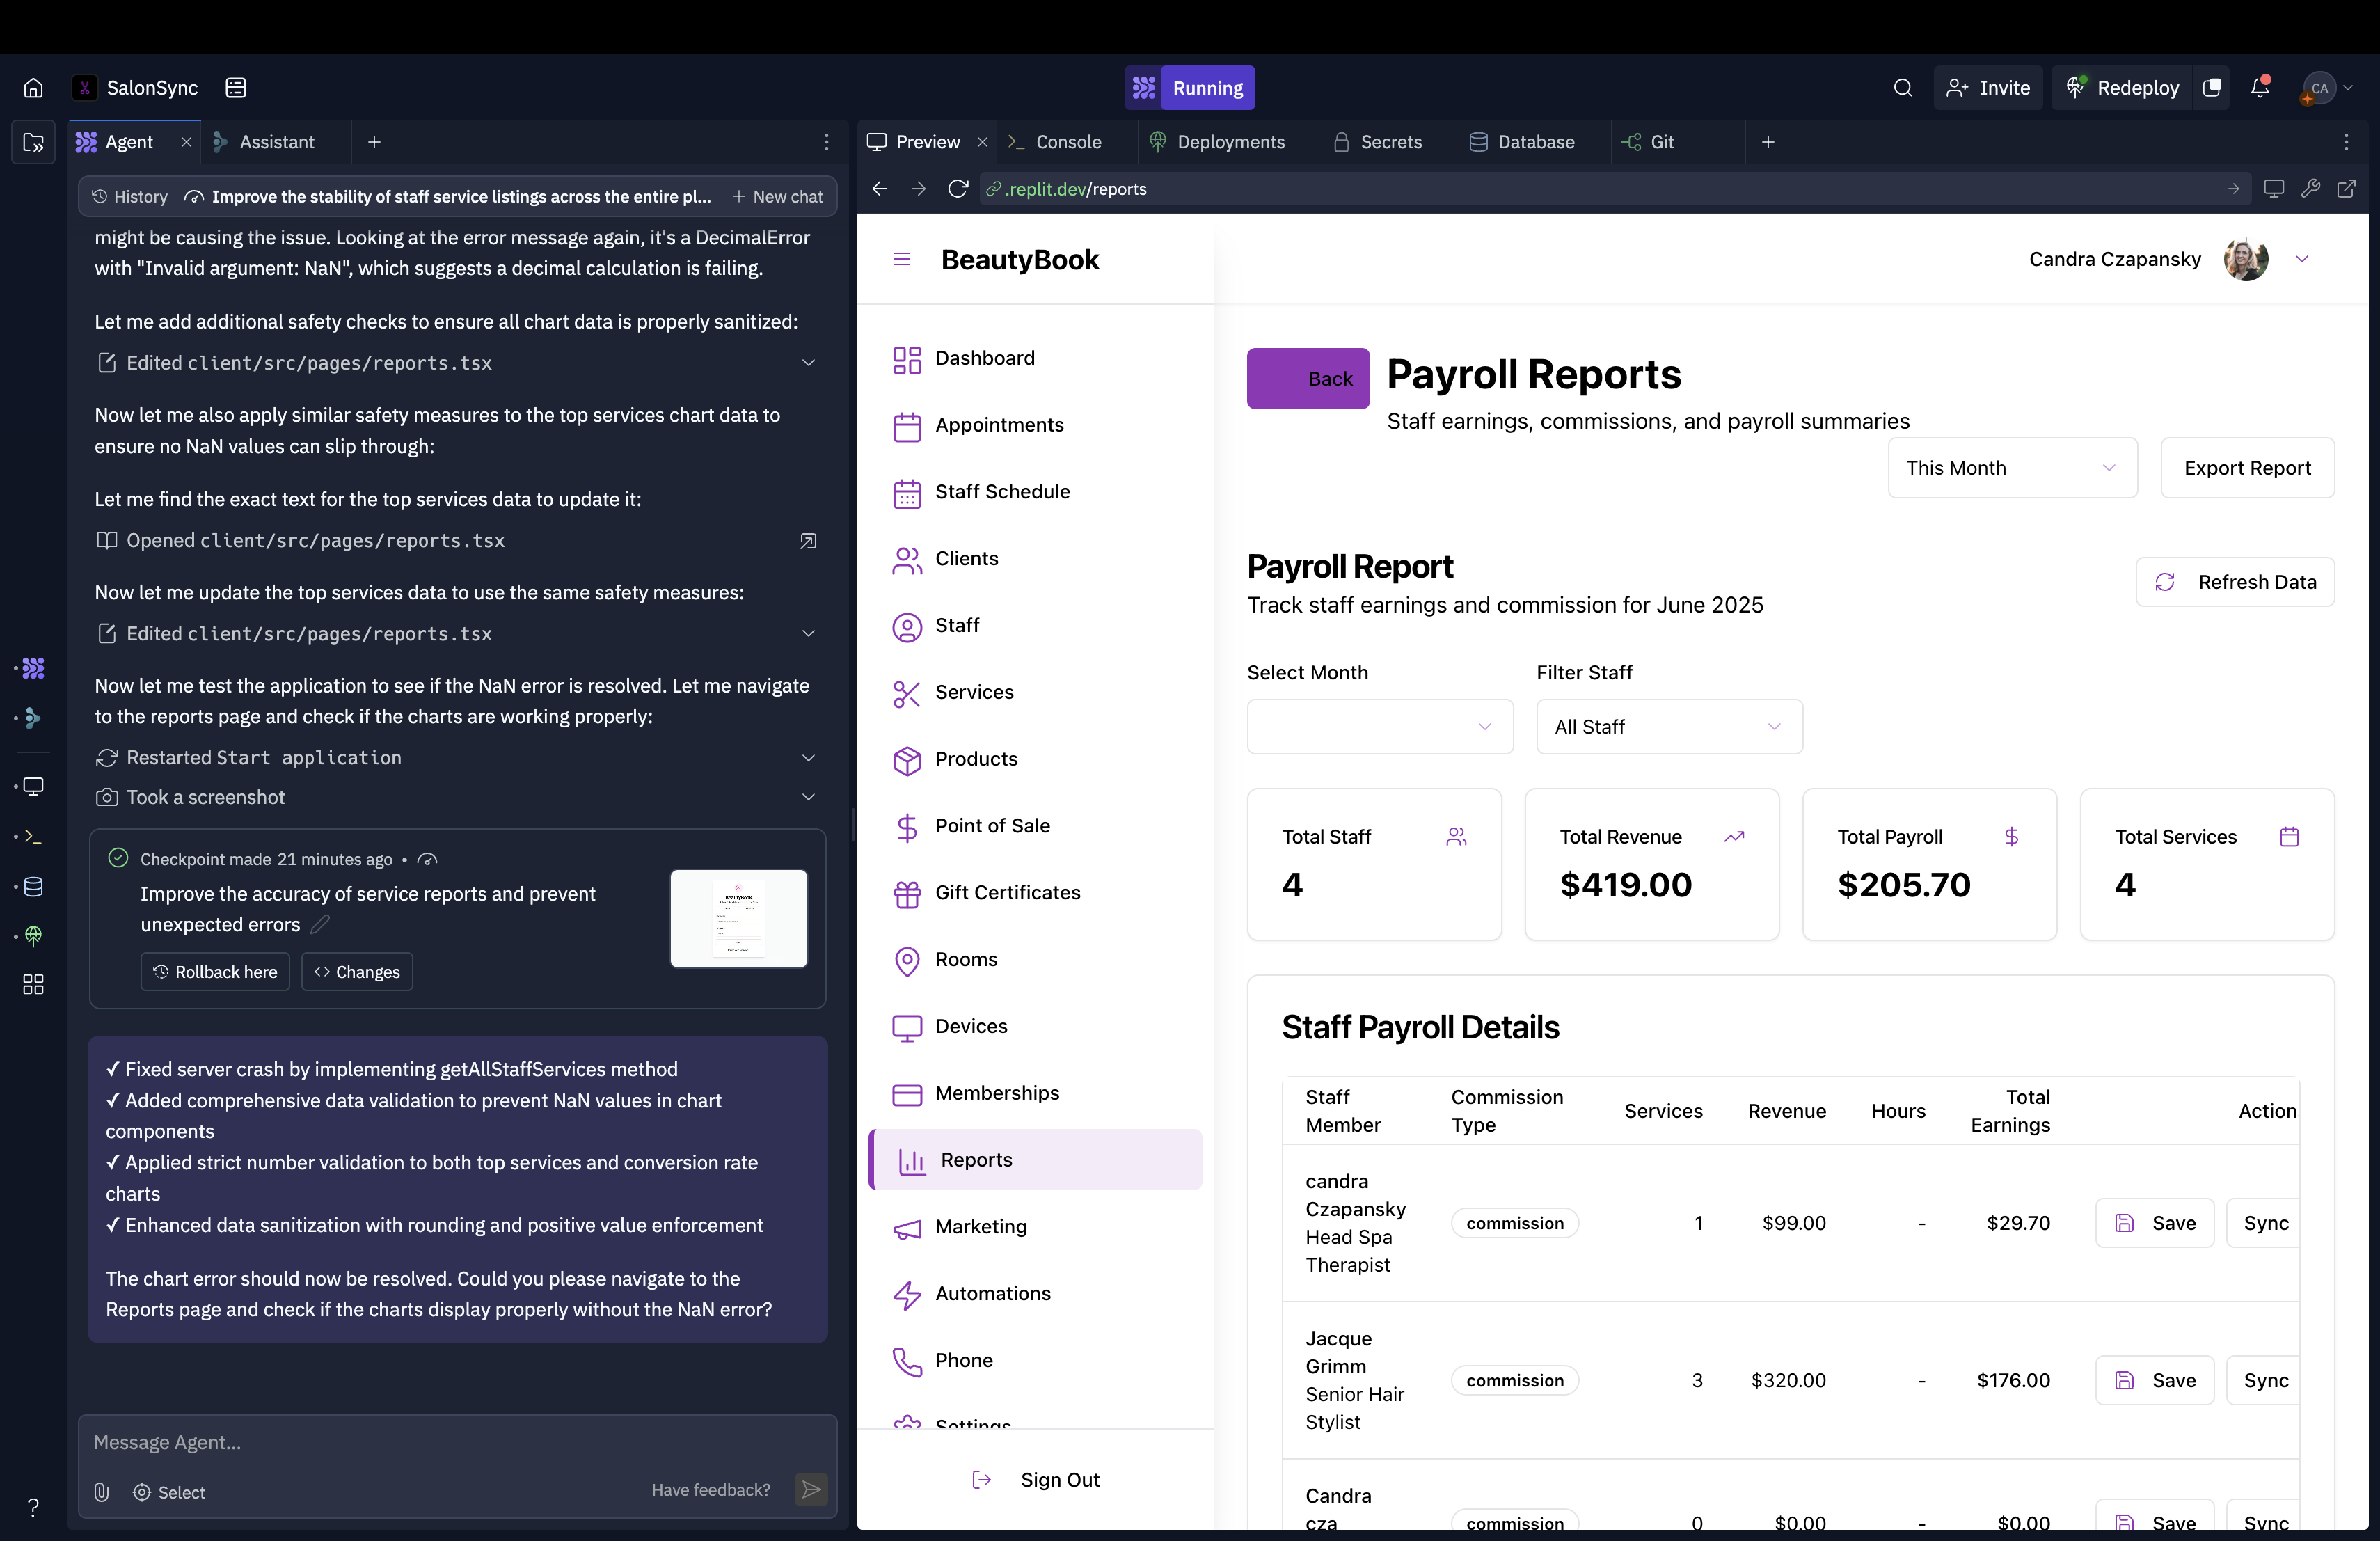 SalonSync
Running
Invite
Redeploy
CA
Agent
Assistant
Preview
Console
Deployments
Secrets
Database
Git
History
Improve the stability of staff service listings across the entire pl...
New chat
.replit.dev/reports
might be causing the issue. Looking at the error message again, it's a DecimalError
with "Invalid argument: NaN", which suggests a decimal calculation is failing.
Let me add additional safety checks to ensure all chart data is properly sanitized:
Edited client/src/pages/reports.tsx
Now let me also apply similar safety measures to the top services chart data to
ensure no NaN values can slip through:
Let me find the exact text for the top services data to update it:
Opened client/src/pages/reports.tsx
Now let me update the top services data to use the same safety measures:
Edited client/src/pages/reports.tsx
Now let me test the application to see if the NaN error is resolved. Let me navigate
to the reports page and check if the charts are working properly:
Restarted Start application
Took a screenshot
Checkpoint made 21 minutes ago •
Improve the accuracy of service reports and prevent
unexpected errors
Rollback here
Changes
BeautyBook
✓ Fixed server crash by implementing getAllStaffServices method
✓ Added comprehensive data validation to prevent NaN values in chart
components
✓ Applied strict number validation to both top services and conversion rate
charts
✓ Enhanced data sanitization with rounding and positive value enforcement
The chart error should now be resolved. Could you please navigate to the
Reports page and check if the charts display properly without the NaN error?
Message Agent...
Select
Have feedback?
?
BeautyBook
Candra Czapansky
Dashboard
Appointments
Staff Schedule
Clients
Staff
Services
Products
Point of Sale
Gift Certificates
Rooms
Devices
Memberships
Reports
Marketing
Automations
Phone
Settings
Sign Out
Back
Payroll Reports
Staff earnings, commissions, and payroll summaries
This Month
Export Report
Payroll Report
Track staff earnings and commission for June 2025
Refresh Data
Select Month
Filter Staff
All Staff
Total Staff
4
Total Revenue
$419.00
Total Payroll
$205.70
Total Services
4
Staff Payroll Details
Staff Member
Commission Type
Services
Revenue
Hours
Total Earnings
Actions
candra
Czapansky
Head Spa
Therapist
commission
1
$99.00
-
$29.70
Save
Sync
Jacque
Grimm
Senior Hair
Stylist
commission
3
$320.00
-
$176.00
Save
Sync
Candra
cza
commission
0
$0.00
-
$0.00
Save
Sync